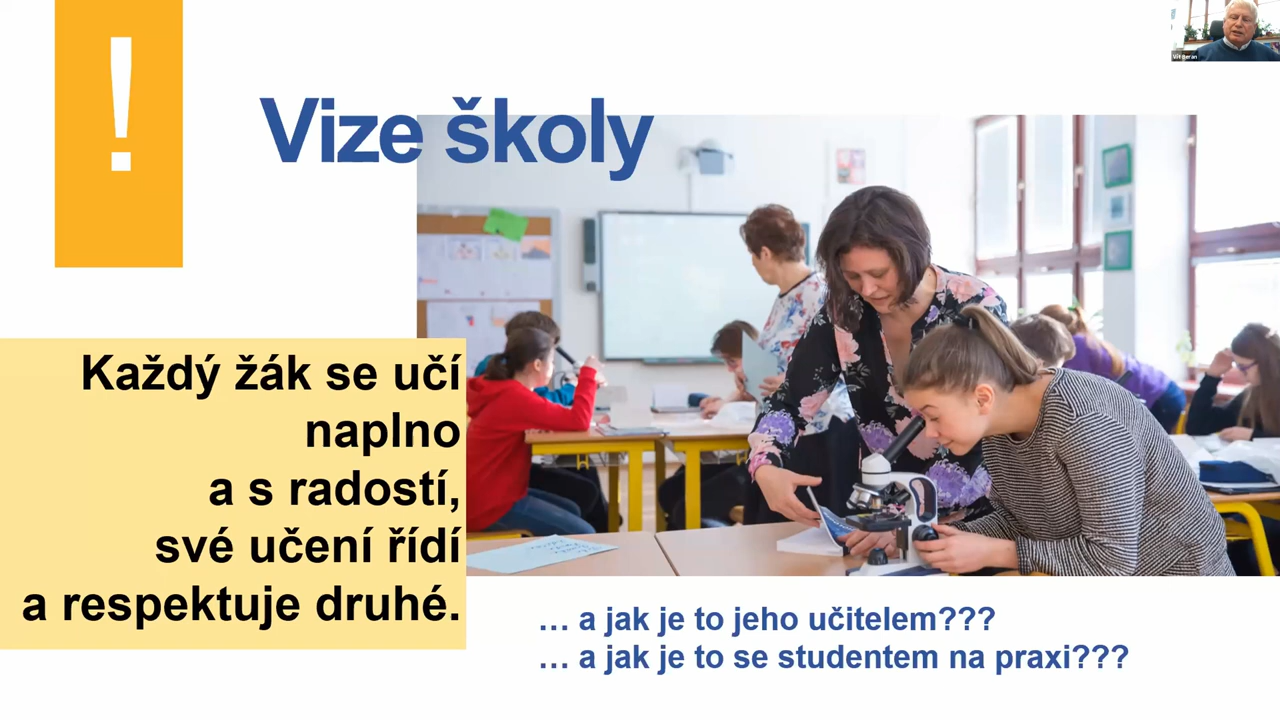 !
Vize školy
Každý žák se učí
naplno
a s radostí,
své učení řídí
a respektuje druhé.
… a jak je to jeho učitelem???
… a jak je to se studentem na praxi???